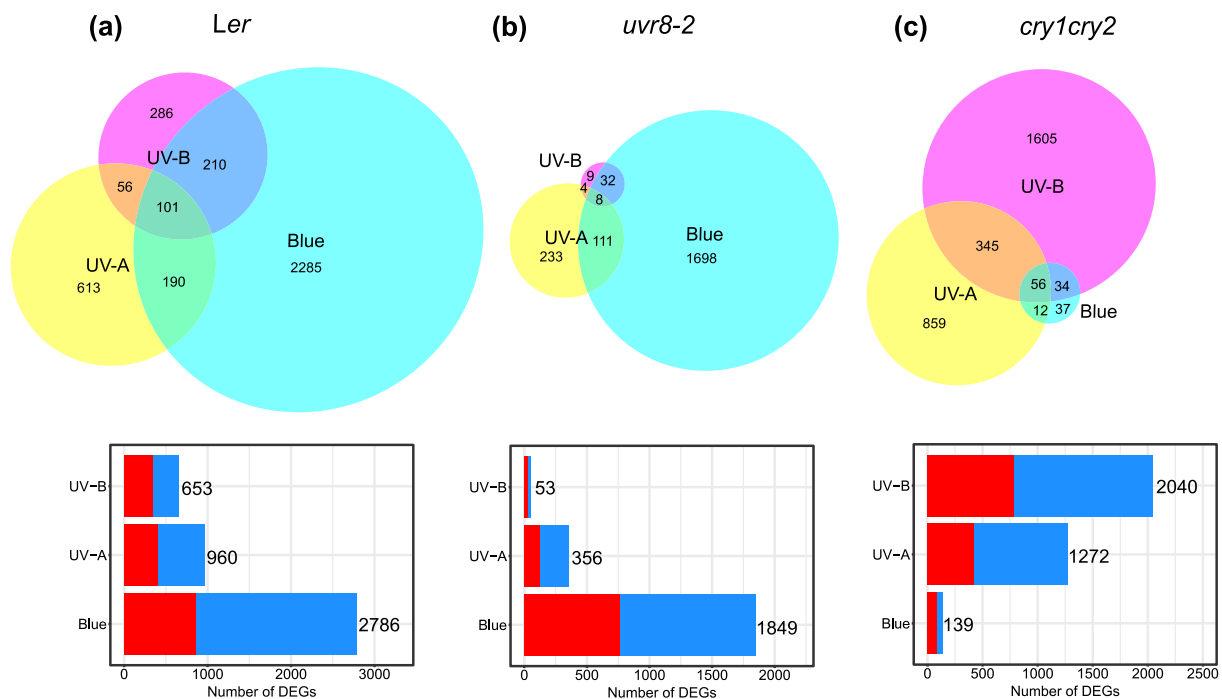 (a) Ler
(b) uvr8-2
(c) cry1cry2
286
UV-B
210
56
101
Blue
2285
UV-A
613
190
UV-B
9
32
4
8
UV-A
111
Blue
233
1698
1605
UV-B
345
UV-A
56
34
12
37
Blue
859
UV−B
653
UV−A
960
Blue
2786
0 1000 2000 3000
Number of DEGs
UV−B
53
UV−A
356
Blue
1849
0 500 1000 1500 2000
Number of DEGs
UV−B
2040
UV−A
1272
Blue
139
0 500 1000 1500 2000 2500
Number of DEGs